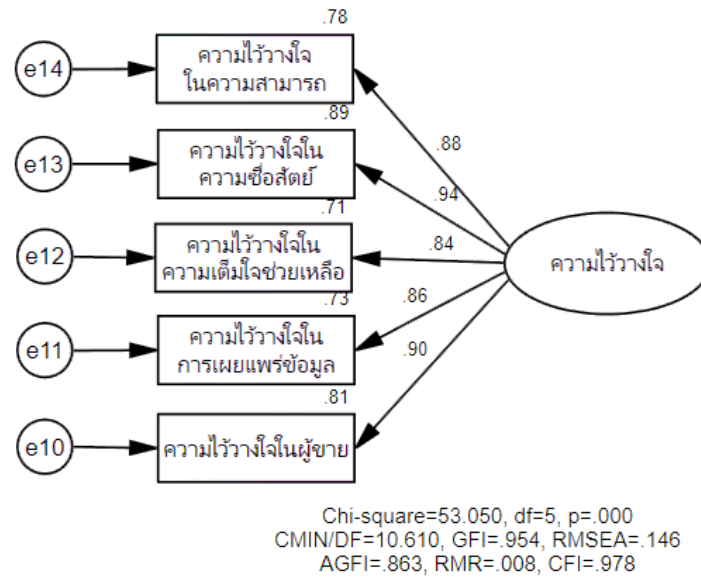 .78
e14
ความไว้วางใจ
ในความสามารถ
.88
.89
e13
ความไว้วางใจใน
ความซื่อสัตย์
.94
.71
e12
ความไว้วางใจใน
ความเต็มใจช่วยเหลือ
.84
ความไว้วางใจ
.73
e11
ความไว้วางใจใน
การเผยแพร่ข้อมูล
.86
.81
e10
ความไว้วางใจในผู้ขาย
.90
Chi-square=53.050, df=5, p=.000
CMIN/DF=10.610, GFI=.954, RMSEA=.146
AGFI=.863, RMR=.008, CFI=.978